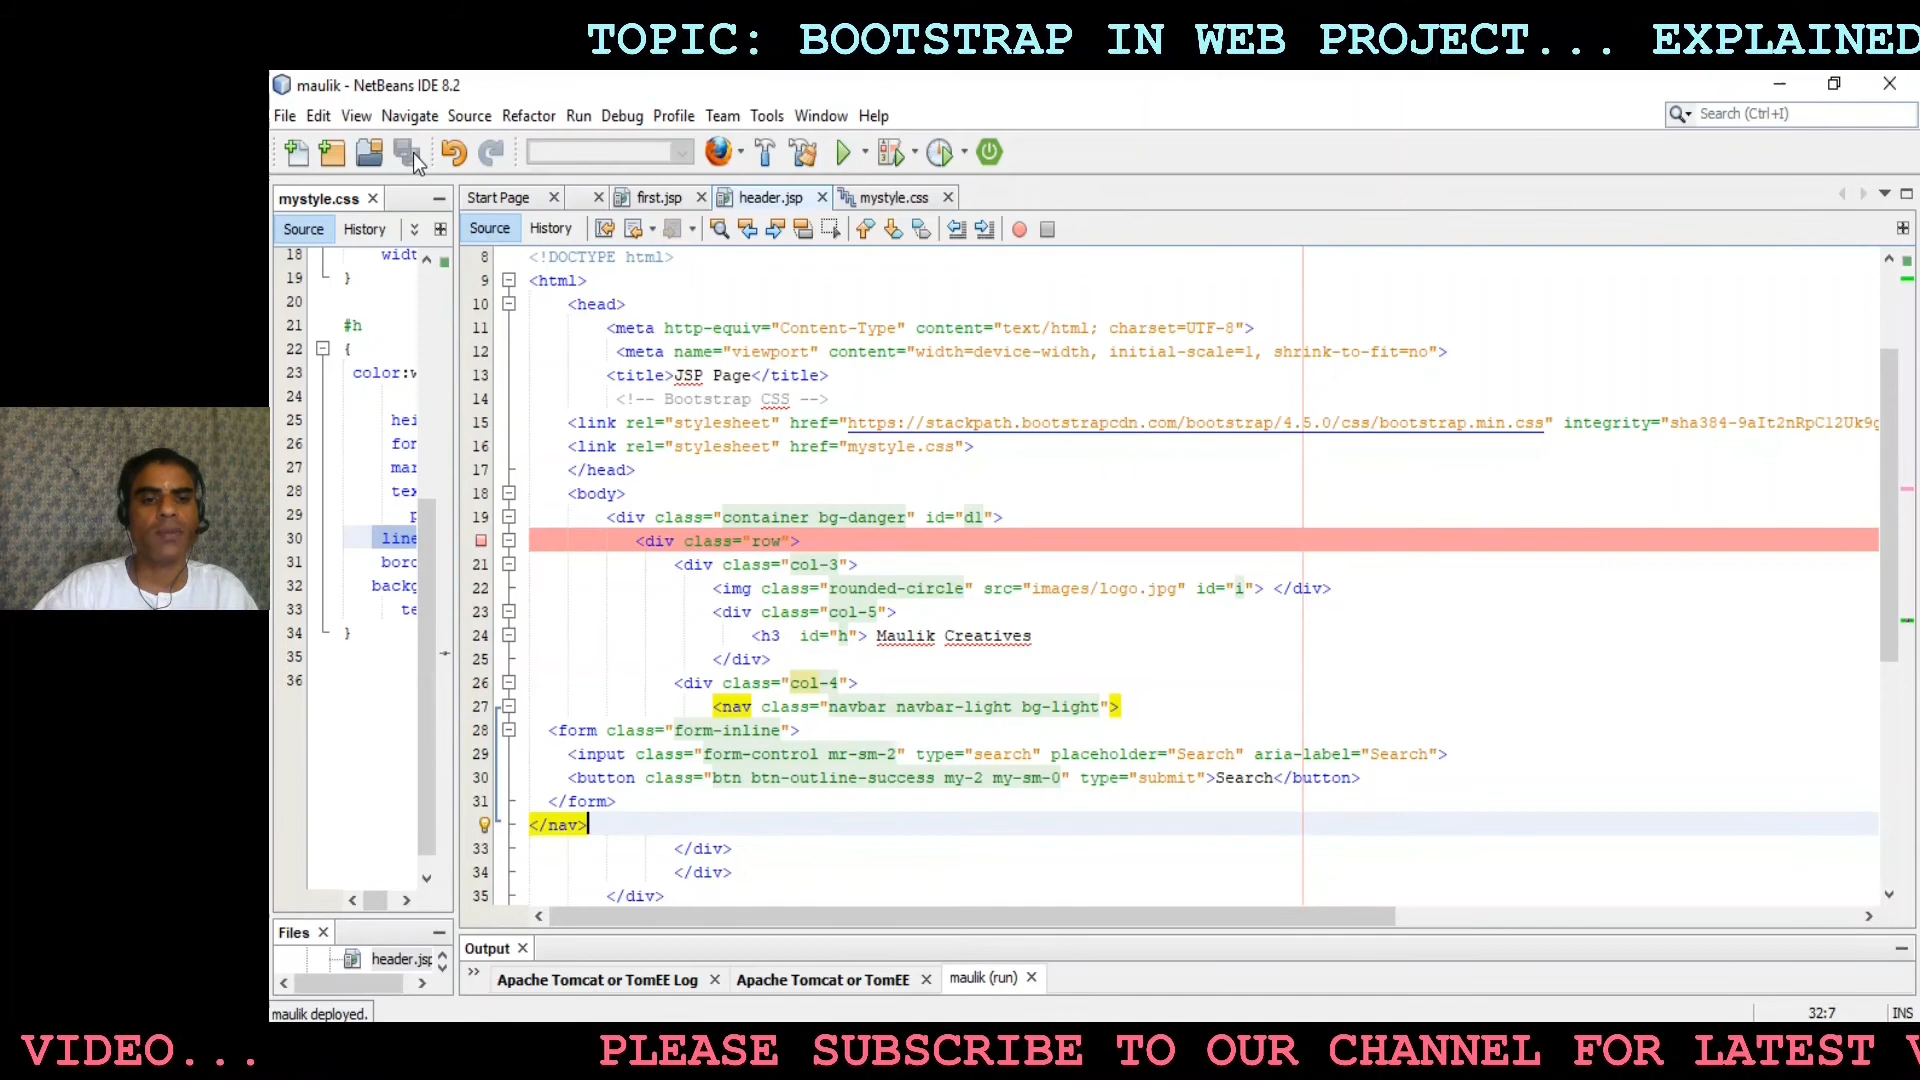 TOPIC: BOOTSTRAP IN WEB PROJECT... EXPLAINED
maulik - NetBeans IDE 8.2
File Edit View Navigate Source Refactor Run Debug Profile Team Tools Window Help
Search (Ctrl+I)
mystyle.css
Start Page
first.jsp
header.jsp
mystyle.css
Source History
Source History
18 widt
19 }
20
21 #h
22 {
23 color:w
24
25 hei
26 for
27 mar
28 tex
29 p
30 line
31 borc
32 backg
33 te
34 }
35
36
8 <!DOCTYPE html>
9 <html>
10 <head>
11 <meta http-equiv="Content-Type" content="text/html; charset=UTF-8">
12 <meta name="viewport" content="width=device-width, initial-scale=1, shrink-to-fit=no">
13 <title>JSP Page</title>
14 <!-- Bootstrap CSS -->
15 <link rel="stylesheet" href="https://stackpath.bootstrapcdn.com/bootstrap/4.5.0/css/bootstrap.min.css" integrity="sha384-9aIt2nRpC12Uk9g
16 <link rel="stylesheet" href="mystyle.css">
17 </head>
18 <body>
19 <div class="container bg-danger" id="d1">
<div class="row">
21 <div class="col-3">
22 <img class="rounded-circle" src="images/logo.jpg" id="i"> </div>
23 <div class="col-5">
24 <h3  id="h"> Maulik Creatives
25 </div>
26 <div class="col-4">
27 <nav class="navbar navbar-light bg-light">
28 <form class="form-inline">
29 <input class="form-control mr-sm-2" type="search" placeholder="Search" aria-label="Search">
30 <button class="btn btn-outline-success my-2 my-sm-0" type="submit">Search</button>
31 </form>
</nav>
33 </div>
34 </div>
35 </div>
Files
header.jsp
Output
Apache Tomcat or TomEE Log
Apache Tomcat or TomEE
maulik (run)
maulik deployed.
32:7
INS
VIDEO... PLEASE SUBSCRIBE TO OUR CHANNEL FOR LATEST V